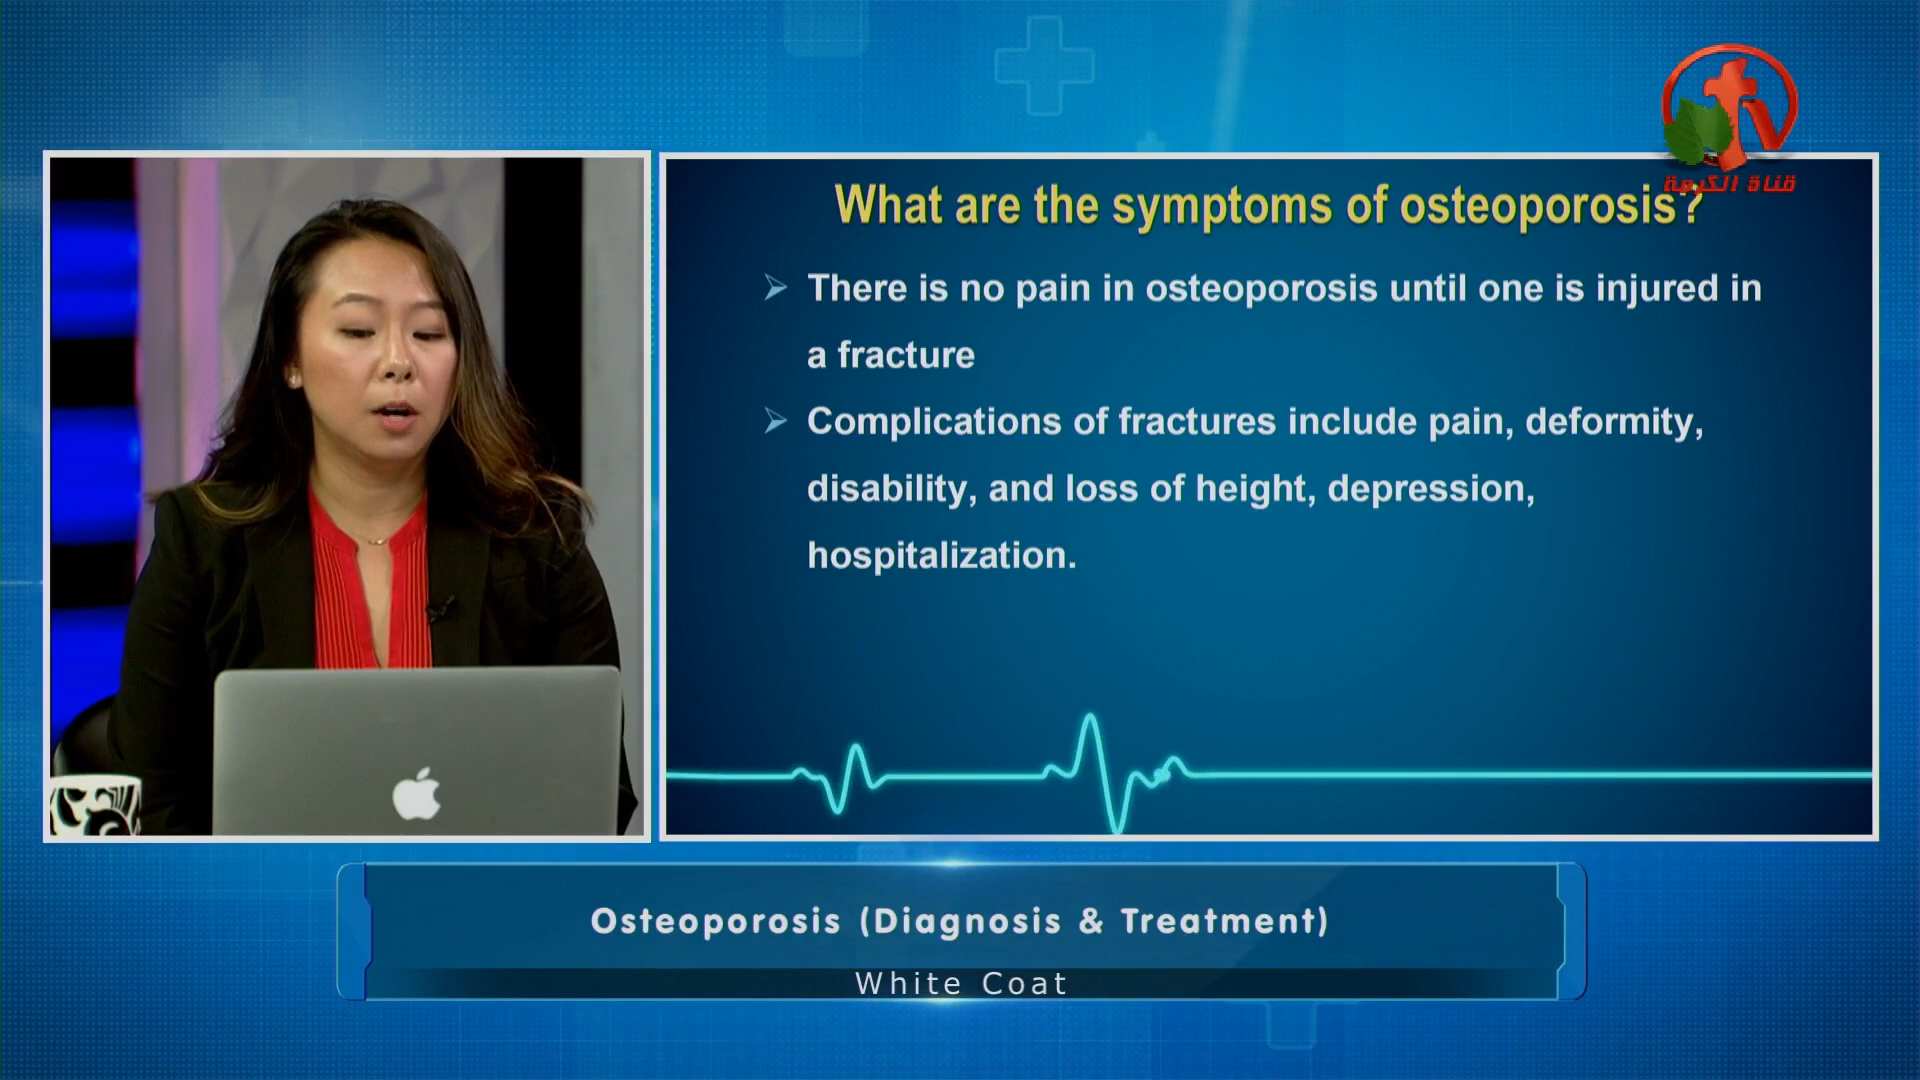 قناة الكرمة
What are the symptoms of osteoporosis?
There is no pain in osteoporosis until one is injured in
a fracture
Complications of fractures include pain, deformity,
disability, and loss of height, depression,
hospitalization.
Osteoporosis (Diagnosis & Treatment)
White Coat